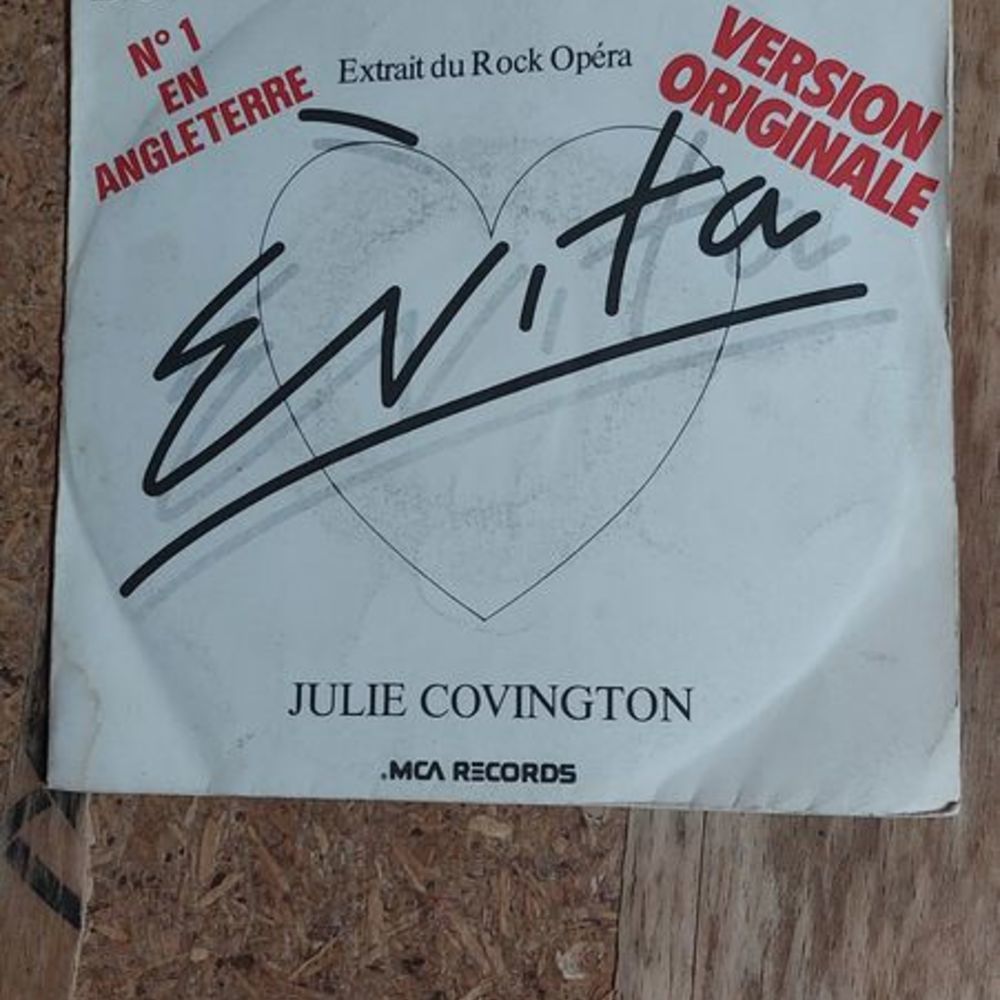 N° 1
EN
ANGLETERRE
Extrait du Rock Opéra
VERSION
ORIGINALE
Evita
JULIE COVINGTON
MCA RECORDS